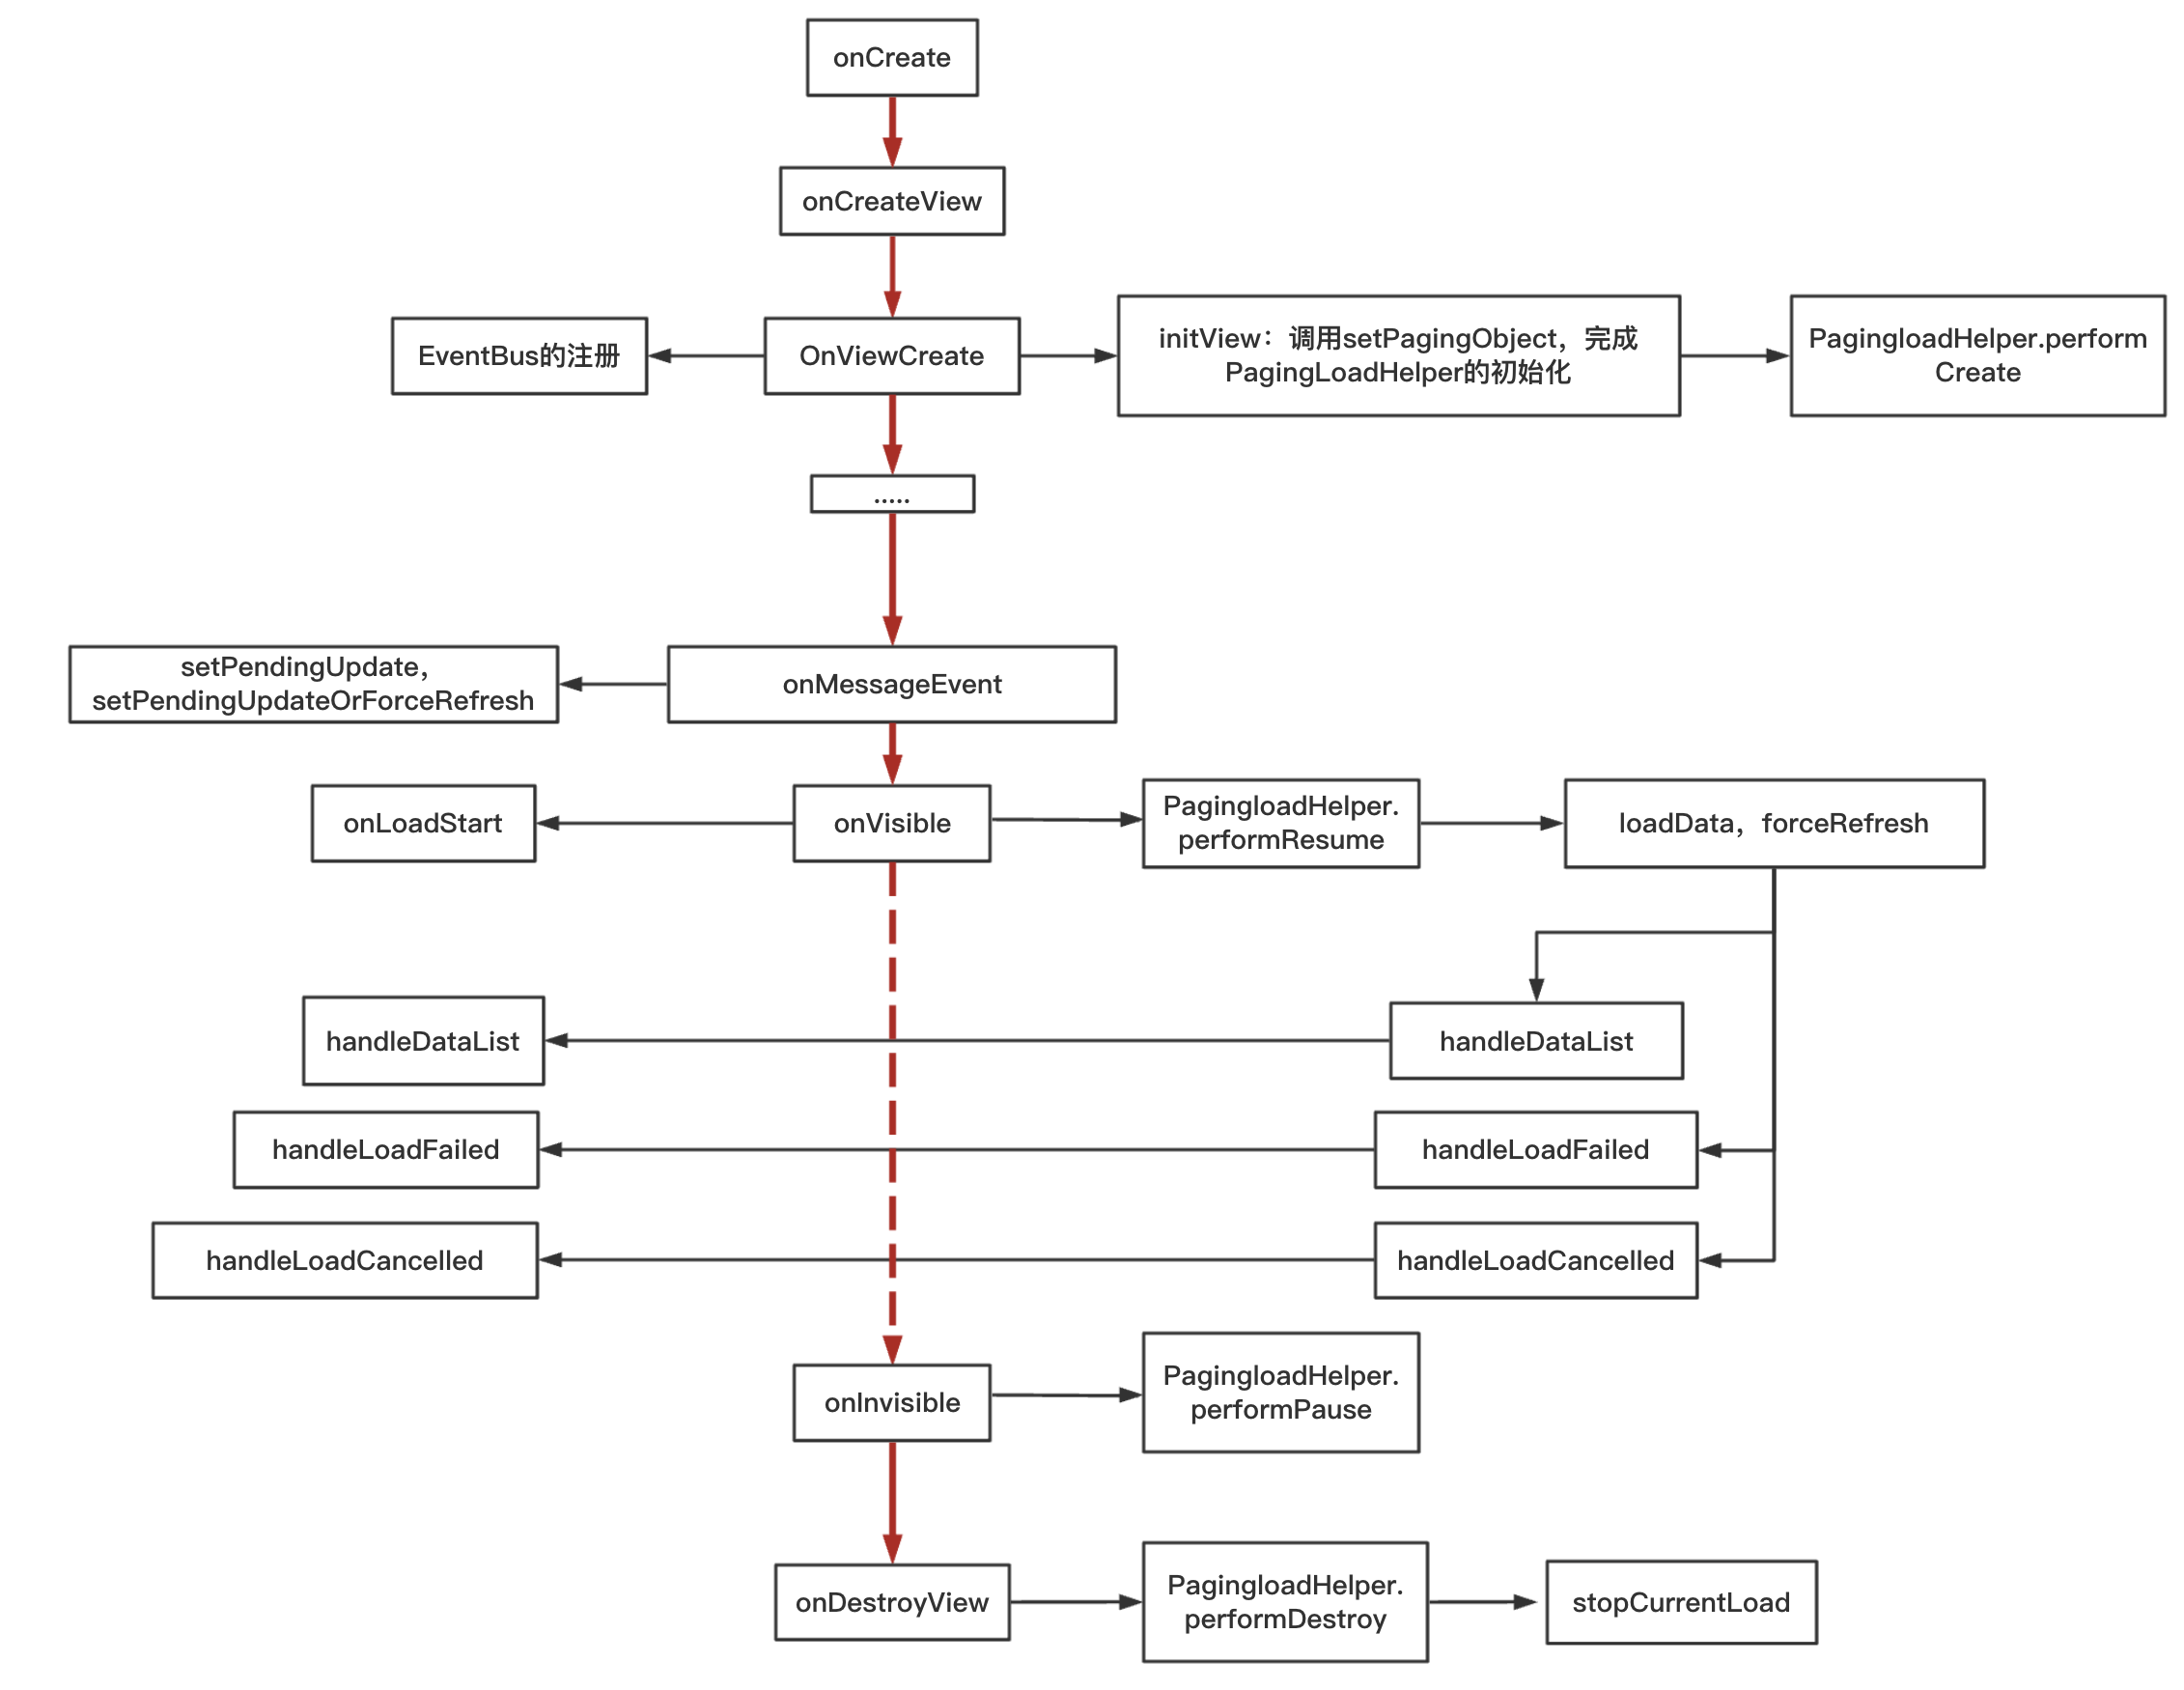 onCreate
onCreateView
EventBus的注册
OnViewCreate
initView：调用setPagingObject，完成
PagingLoadHelper的初始化
PagingloadHelper.perform
Create
.....
setPendingUpdate，
setPendingUpdateOrForceRefresh
onMessageEvent
onLoadStart
onVisible
PagingloadHelper.
performResume
loadData，forceRefresh
handleDataList
handleDataList
handleLoadFailed
handleLoadFailed
handleLoadCancelled
handleLoadCancelled
onInvisible
PagingloadHelper.
performPause
onDestroyView
PagingloadHelper.
performDestroy
stopCurrentLoad